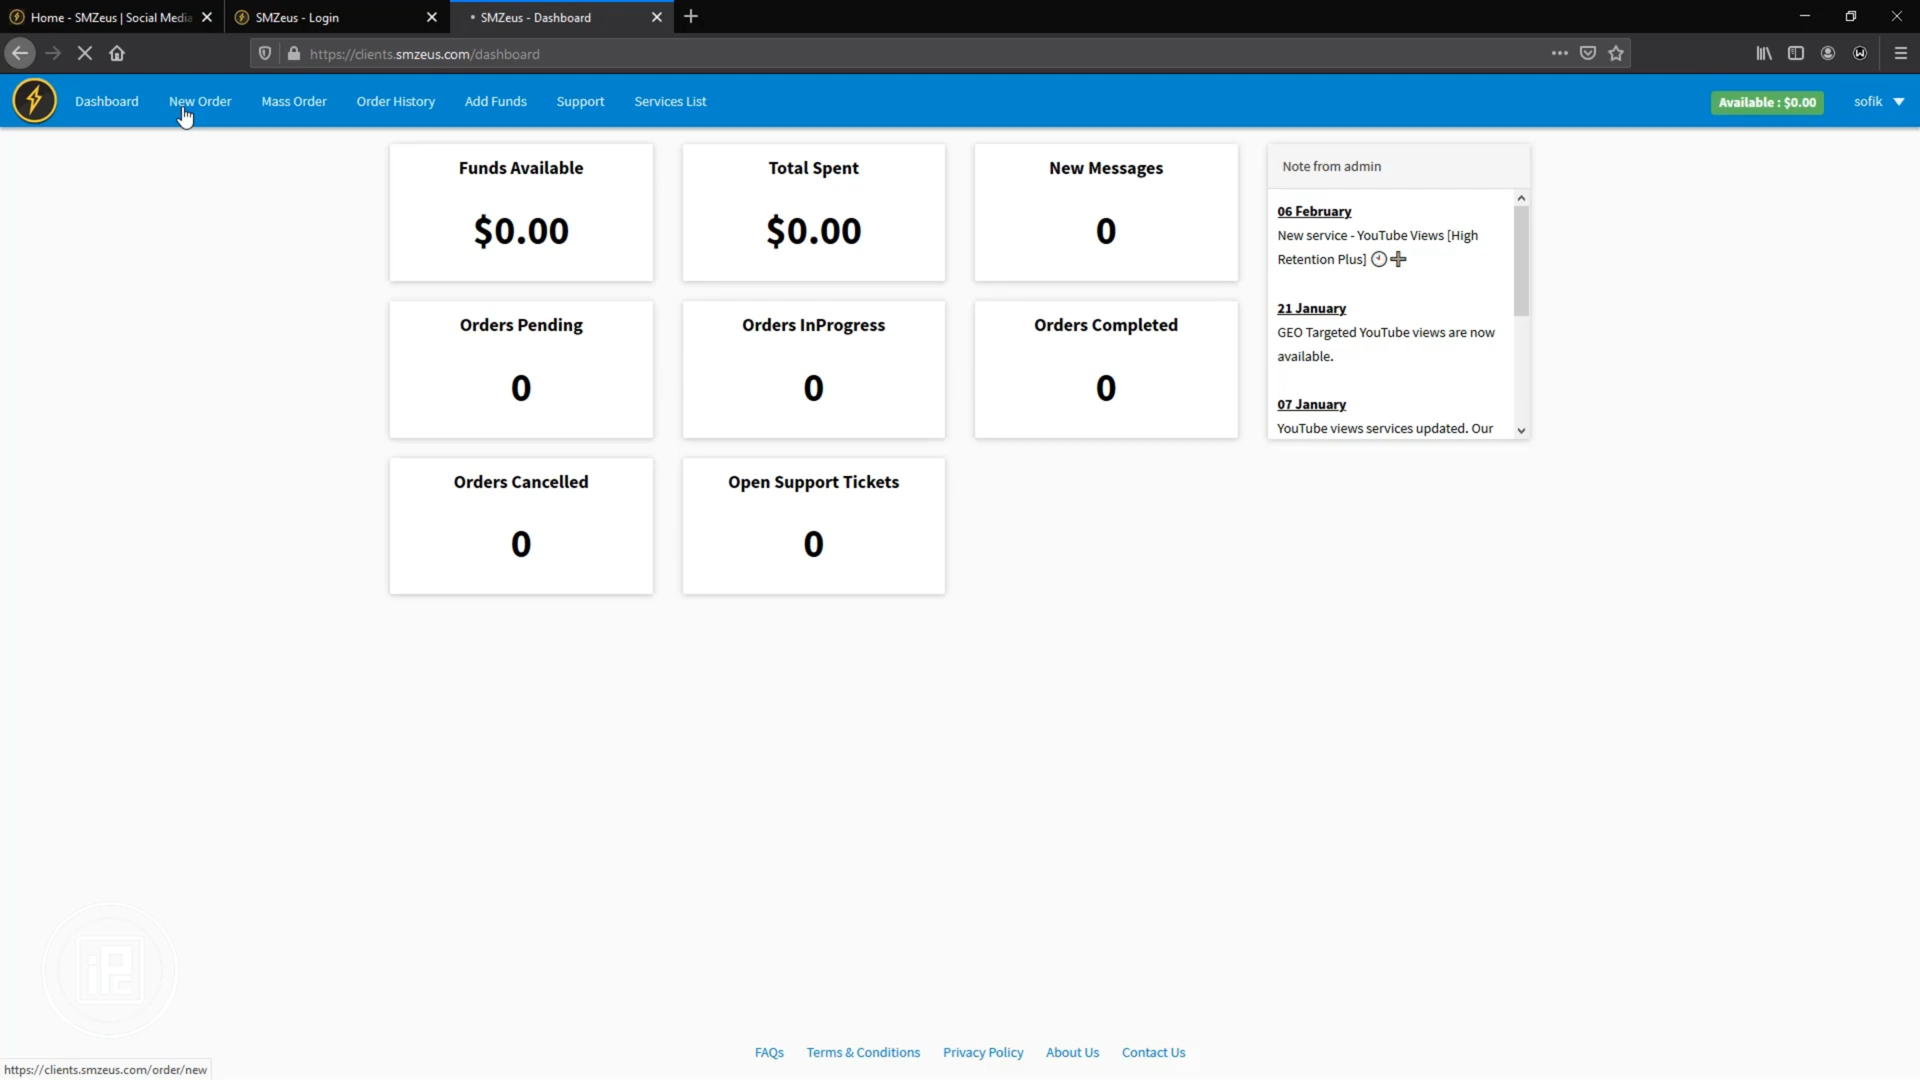 Home - SMZeus | Social Media
SMZeus - Login
SMZeus - Dashboard
https://clients.smzeus.com/dashboard
Dashboard
New Order
Mass Order
Order History
Add Funds
Support
Services List
Available : $0.00
sofik
Funds Available
$0.00
Total Spent
$0.00
New Messages
0
Orders Pending
0
Orders InProgress
0
Orders Completed
0
Orders Cancelled
0
Open Support Tickets
0
Note from admin
06 February
New service - YouTube Views [High
Retention Plus]
21 January
GEO Targeted YouTube views are now
available.
07 January
YouTube views services updated. Our
iPc
FAQs
Terms & Conditions
Privacy Policy
About Us
Contact Us
https://clients.smzeus.com/order/new